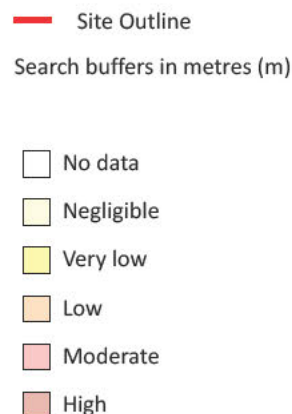 Site Outline
Search buffers in metres (m)
No data
Negligible
Very low
Low
Moderate
High